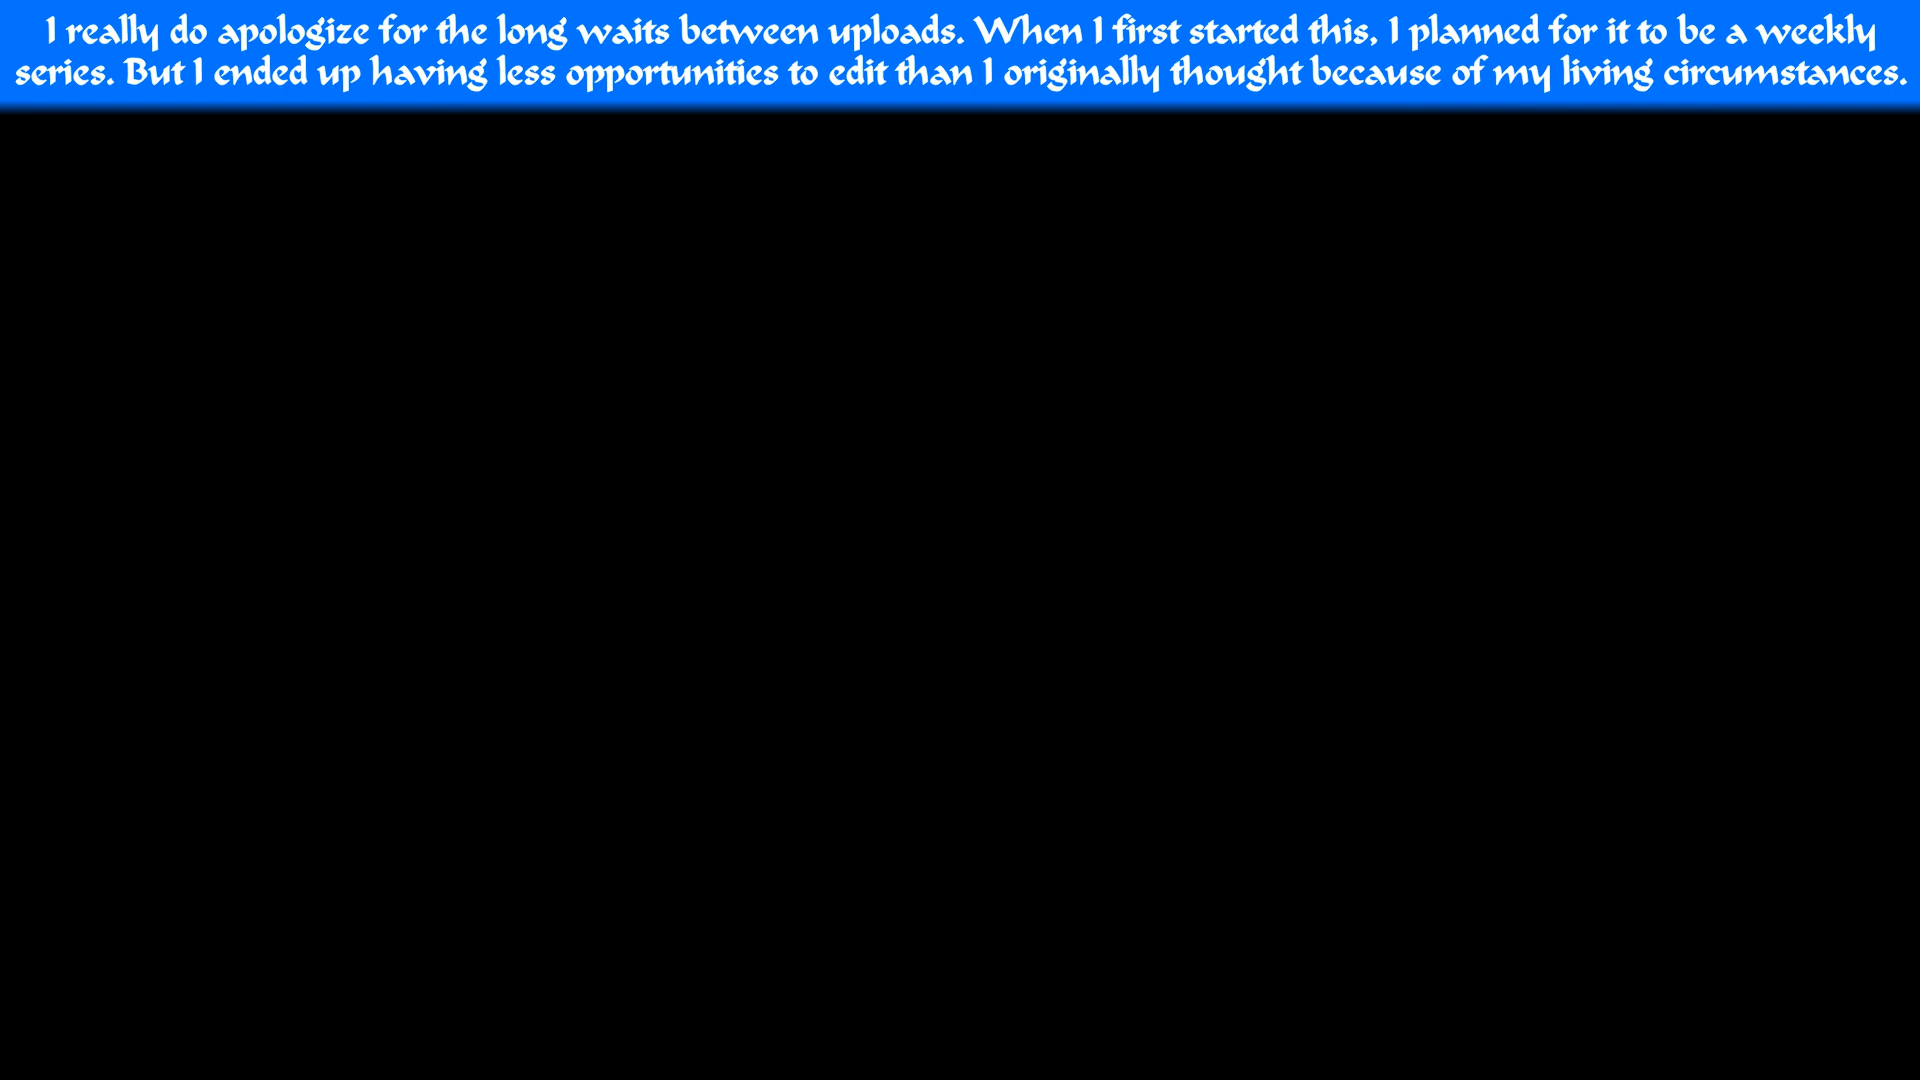 I really do apologize for the long waits between uploads. When I first started this, I planned for it to be a weekly
series. But I ended up having less opportunities to edit than I originally thought because of my living circumstances.